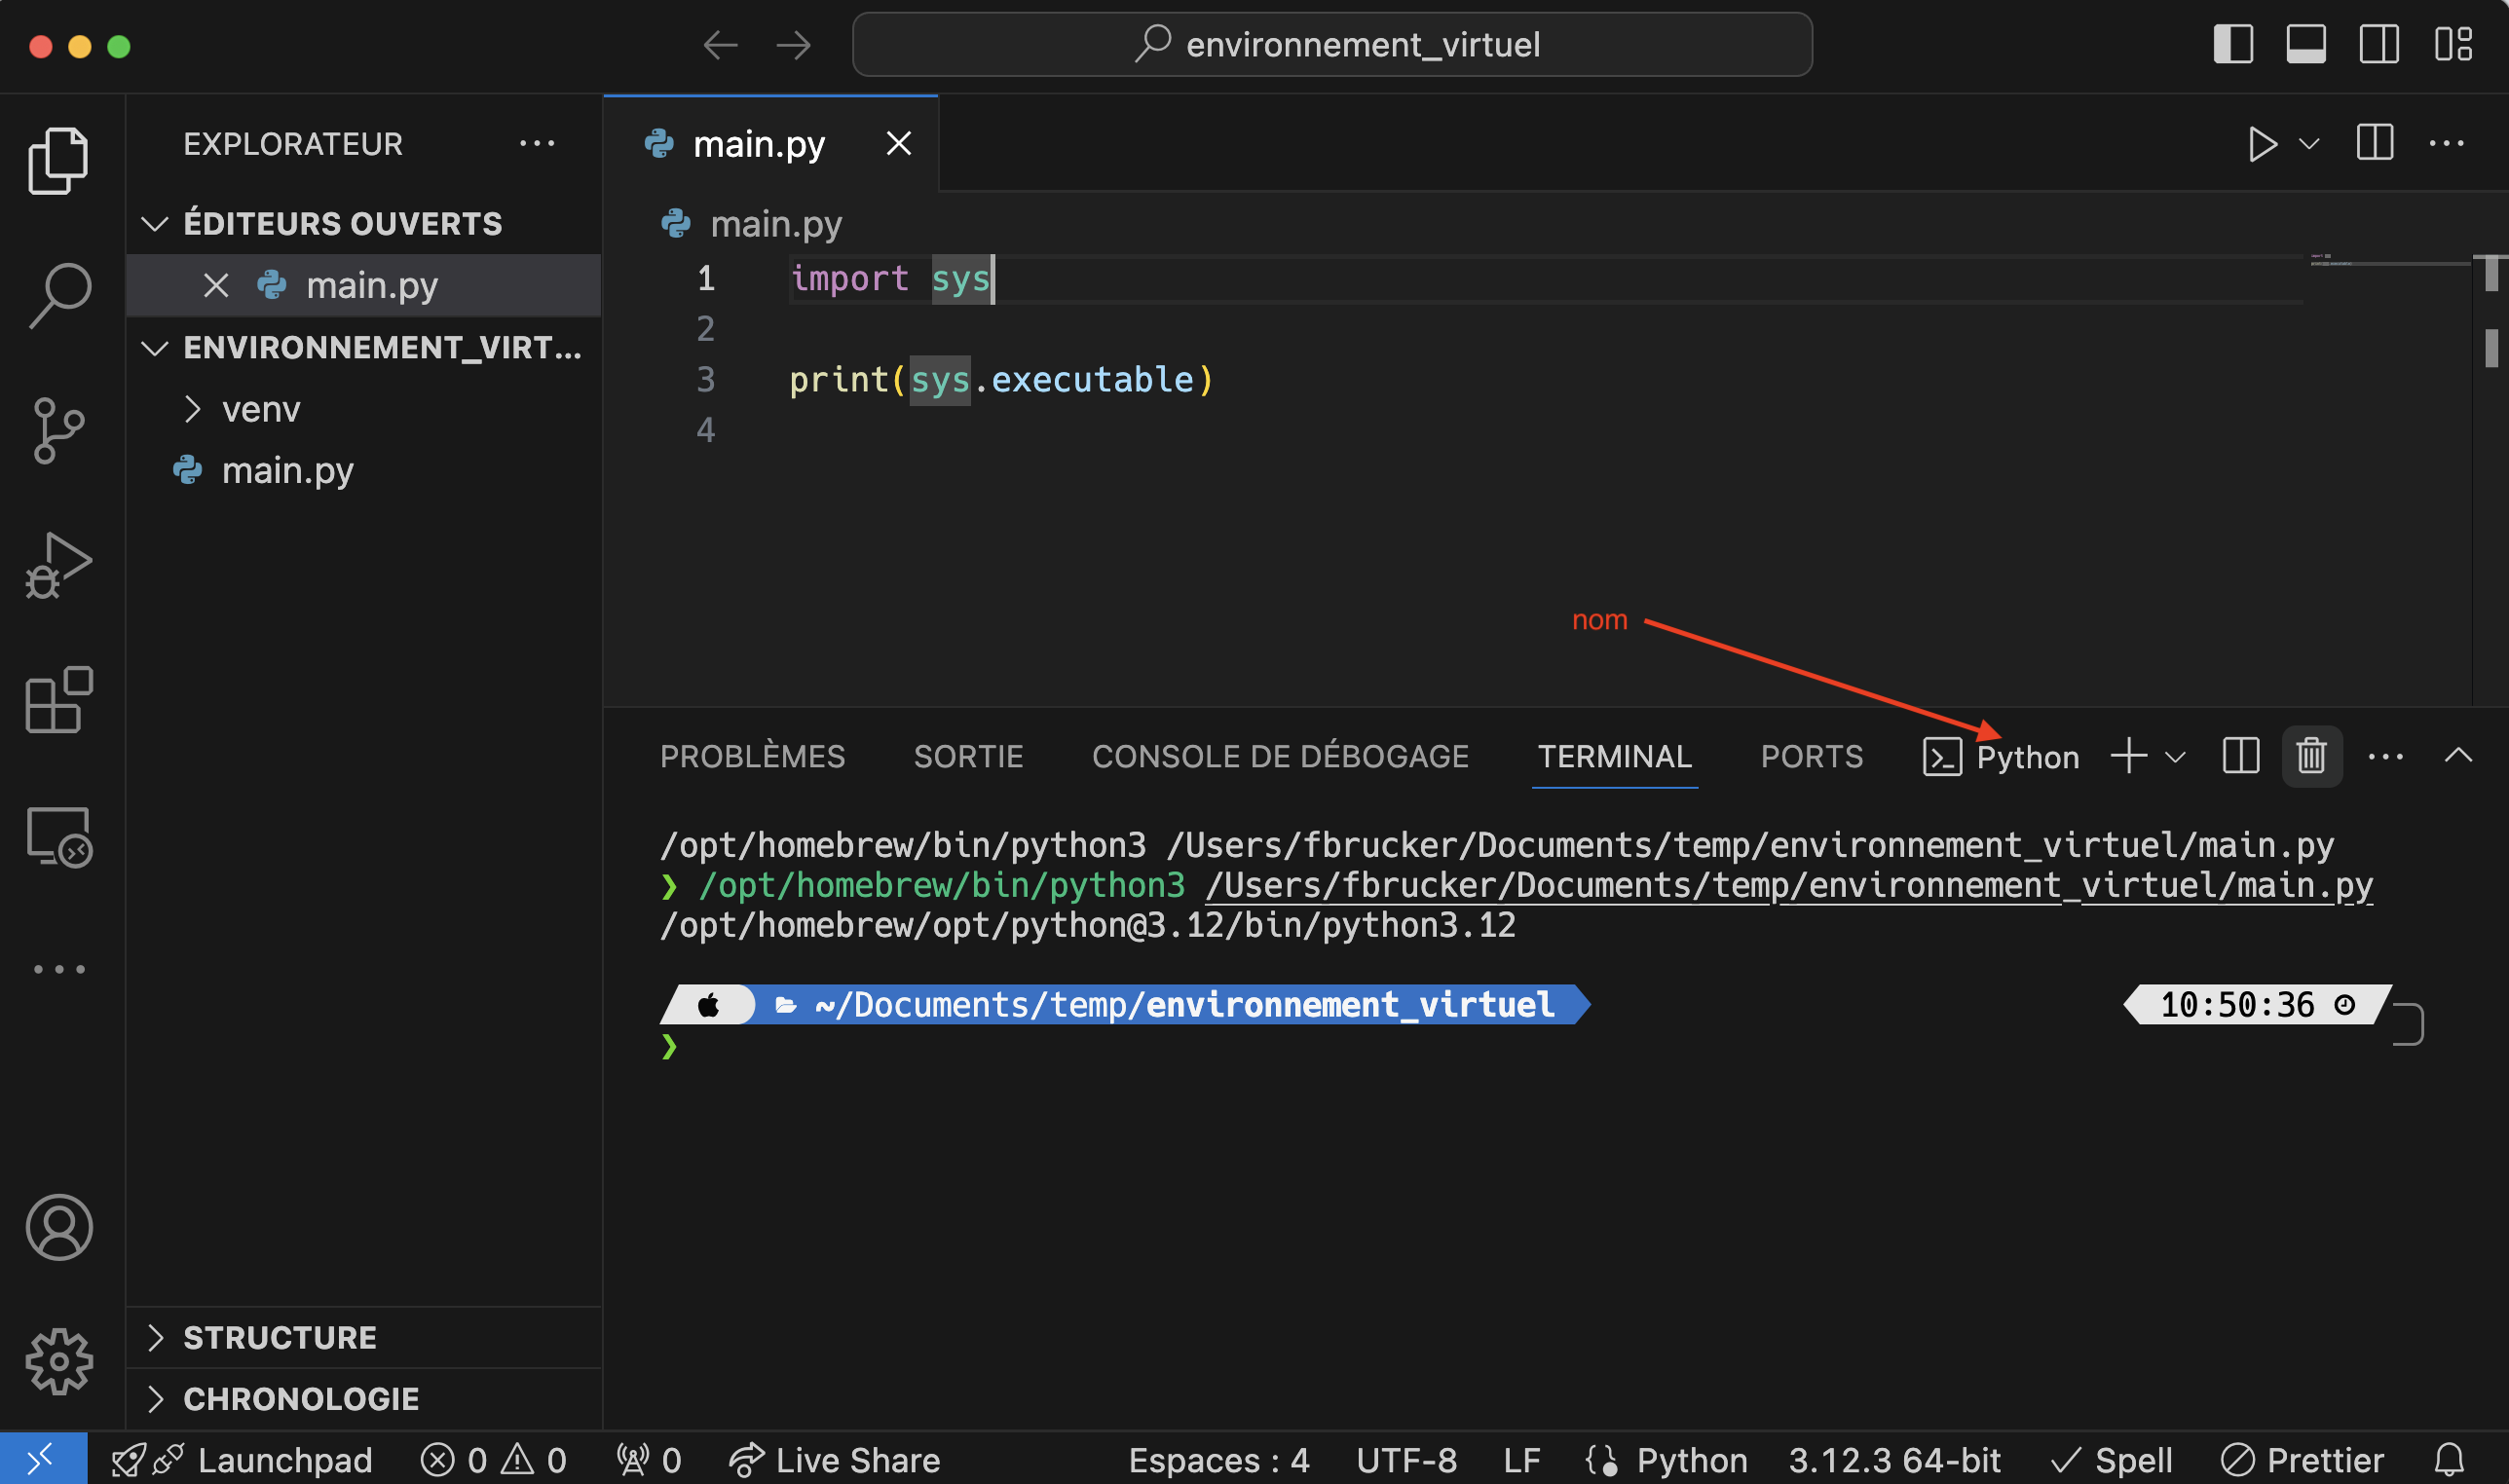 environnement_virtuel
EXPLORATEUR
ÉDITEURS OUVERTS
main.py
ENVIRONNEMENT_VIRT...
venv
main.py
STRUCTURE
CHRONOLOGIE
main.py
main.py
1 import sys
2
3 print(sys.executable)
4
nom
PROBLÈMES SORTIE CONSOLE DE DÉBOGAGE TERMINAL PORTS Python
/opt/homebrew/bin/python3 /Users/fbrucker/Documents/temp/environnement_virtuel/main.py
❯ /opt/homebrew/bin/python3 /Users/fbrucker/Documents/temp/environnement_virtuel/main.py
/opt/homebrew/opt/python@3.12/bin/python3.12
~/Documents/temp/environnement_virtuel 10:50:36
❯
Launchpad 0 0 0 Live Share Espaces : 4 UTF-8 LF Python 3.12.3 64-bit Spell Prettier